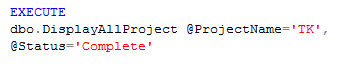 EXECUTE
dbo.DisplayAllProject @ProjectName='TK',
@Status='Complete'